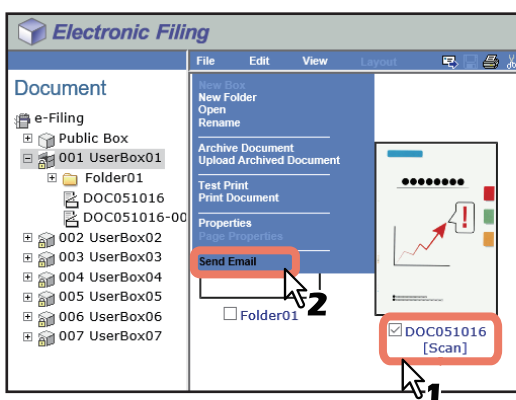 Electronic Filing
File Edit View Layout
Document
e-Filing
Public Box
001 UserBox01
Folder01
DOC051016
DOC051016-00
002 UserBox02
003 UserBox03
004 UserBox04
005 UserBox05
006 UserBox06
007 UserBox07
New Box
New Folder
Open
Rename
Archive Document
Upload Archived Document
Test Print
Print Document
Properties
Page Properties
Send Email
2
Folder01
!
DOC051016
[Scan]
1